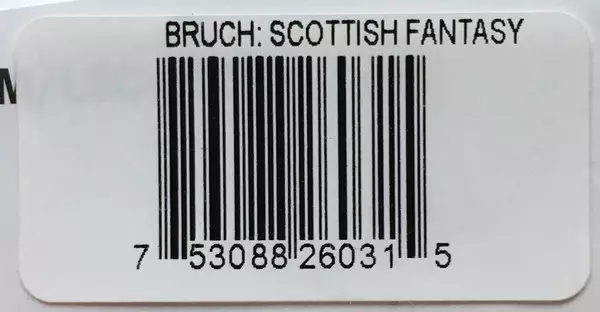 BRUCH: SCOTTISH FANTASY
7 53088 26031 5